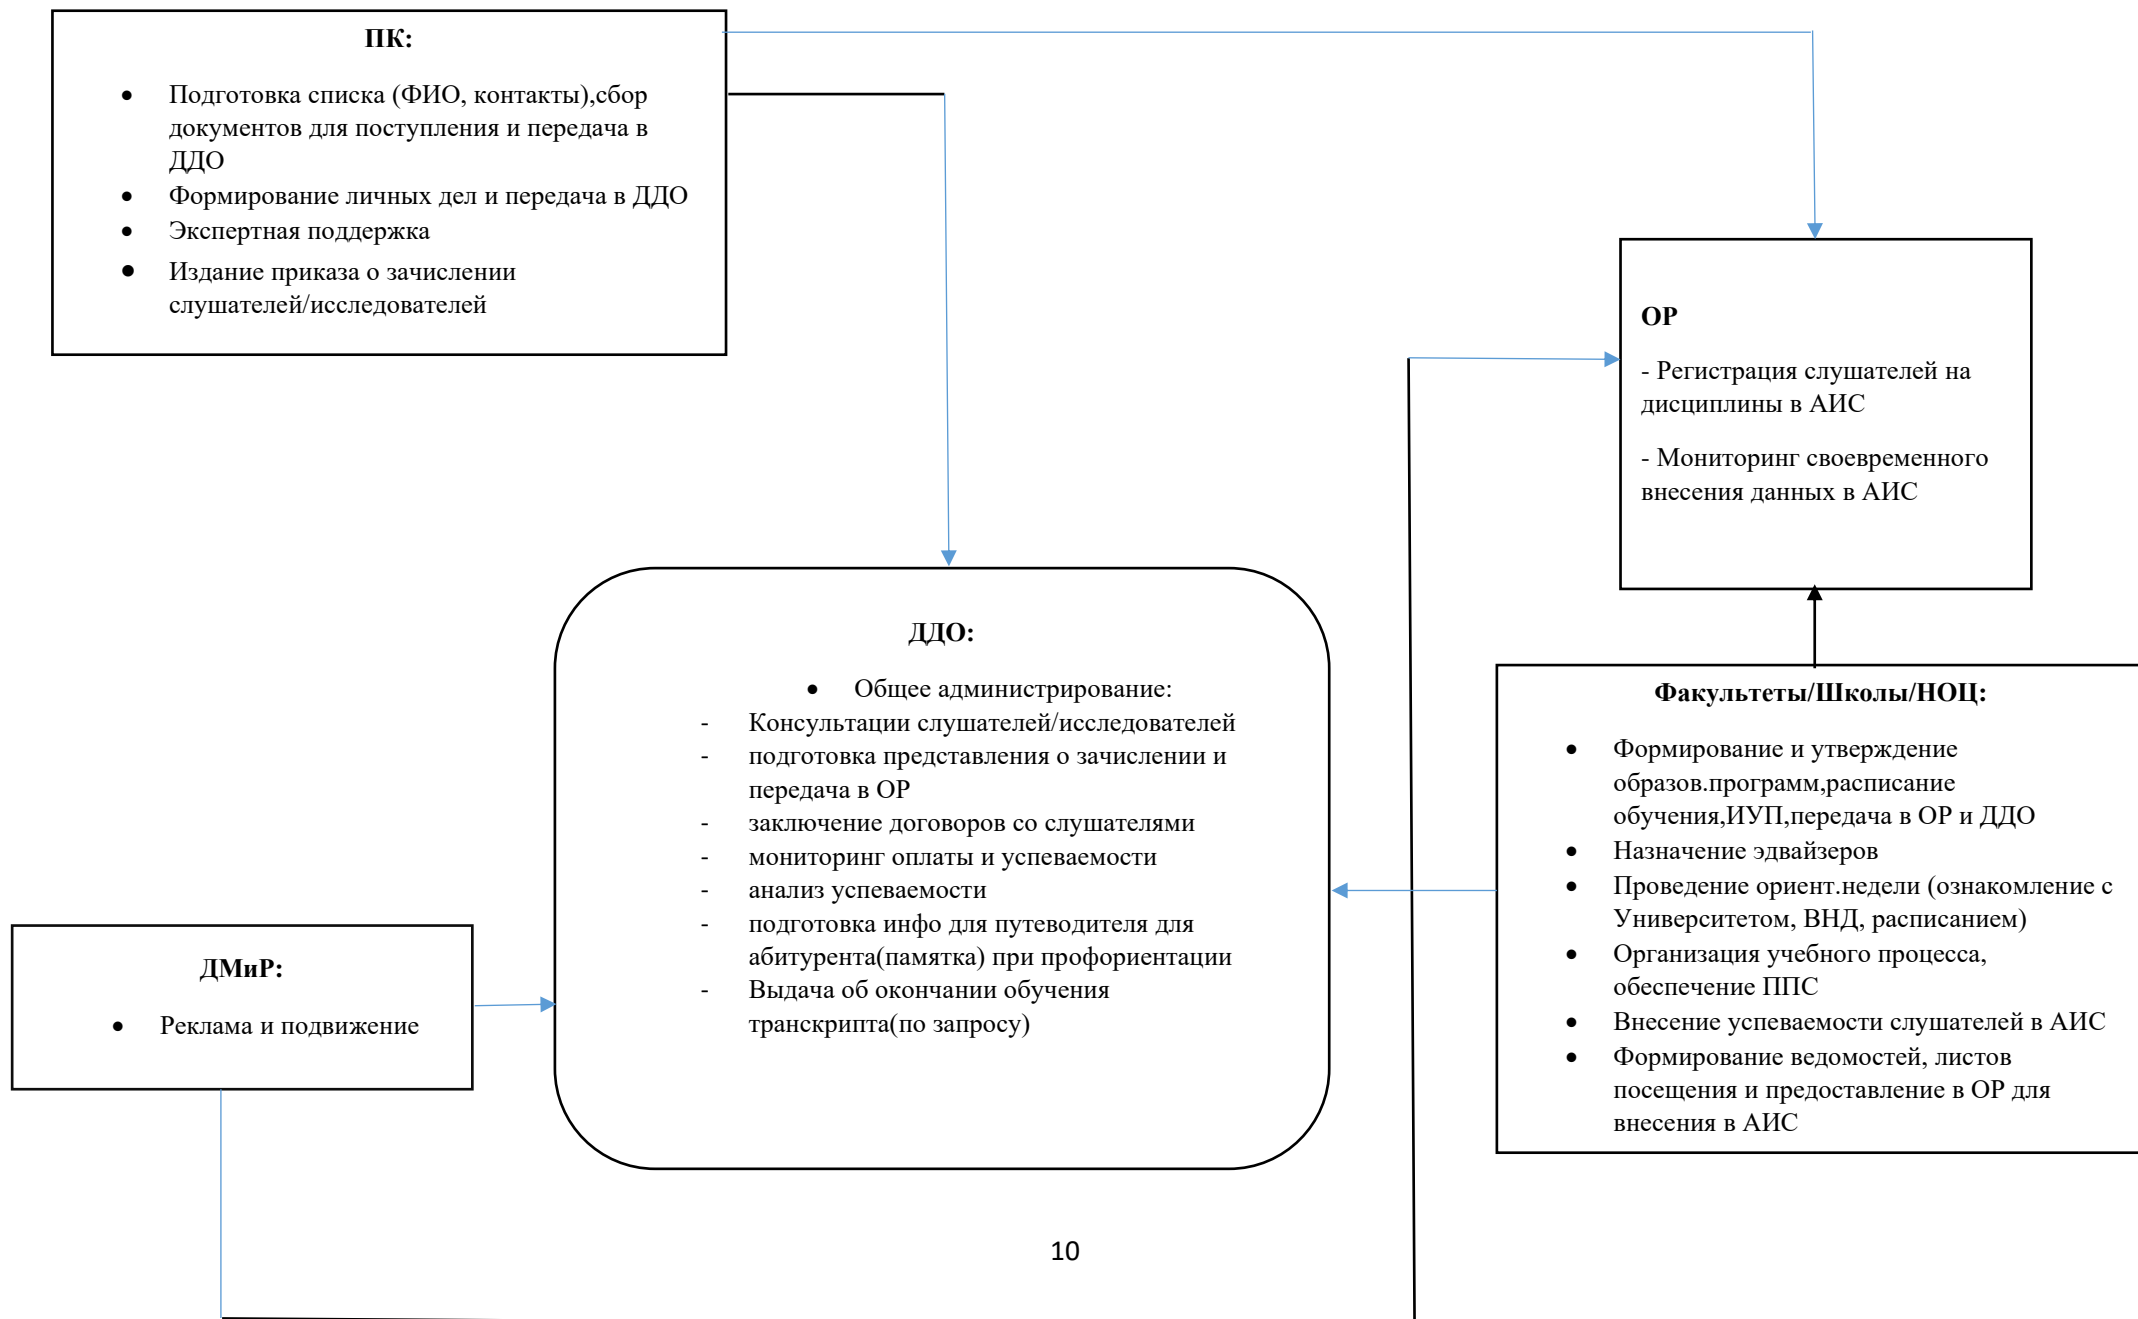 ПК:
• Подготовка списка (ФИО, контакты),сбор
документов для поступления и передача в
ДДО
• Формирование личных дел и передача в ДДО
• Экспертная поддержка
• Издание приказа о зачислении
слушателей/исследователей
ОР
- Регистрация слушателей на
дисциплины в АИС
- Мониторинг своевременного
внесения данных в АИС
ДДО:
• Общее администрирование:
- Консультации слушателей/исследователей
- подготовка представления о зачислении и
передача в ОР
- заключение договоров со слушателями
- мониторинг оплаты и успеваемости
- анализ успеваемости
- подготовка инфо для путеводителя для
абитурента(памятка) при профориентации
- Выдача об окончании обучения
транскрипта(по запросу)
Факультеты/Школы/НОЦ:
• Формирование и утверждение
образов.программ,расписание
обучения,ИУП,передача в ОР и ДДО
• Назначение эдвайзеров
• Проведение ориент.недели (ознакомление с
Университетом, ВНД, расписанием)
• Организация учебного процесса,
обеспечение ППС
• Внесение успеваемости слушателей в АИС
• Формирование ведомостей, листов
посещения и предоставление в ОР для
внесения в АИС
ДМиР:
• Реклама и подвижение
10